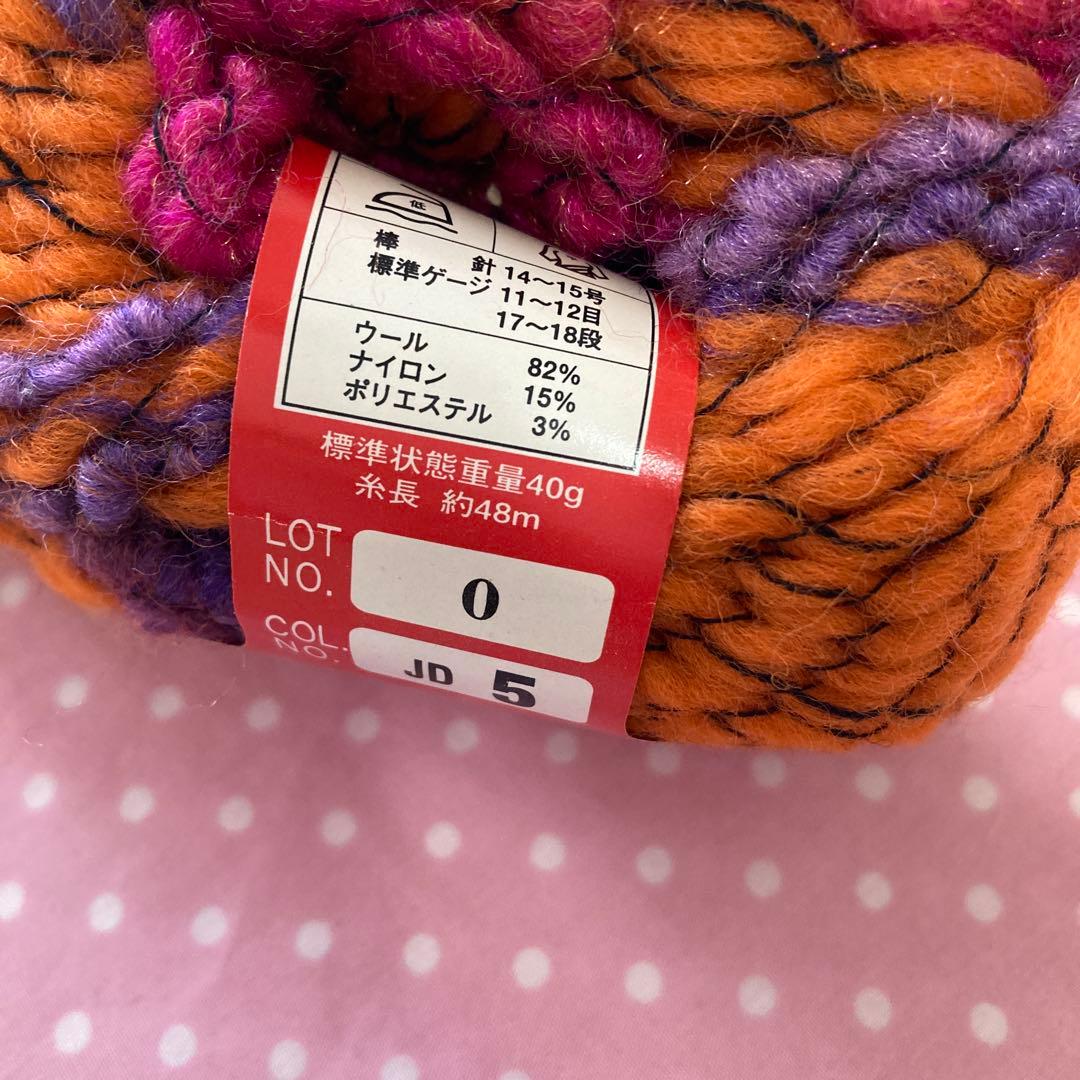 低
棒 針 14〜15号
標準ゲージ 11〜12目
17〜18段
ウール 82%
ナイロン 15%
ポリエステル 3%
標準状態重量40g
糸長 約48m
LOT NO. 0
COL. NO. JD 5